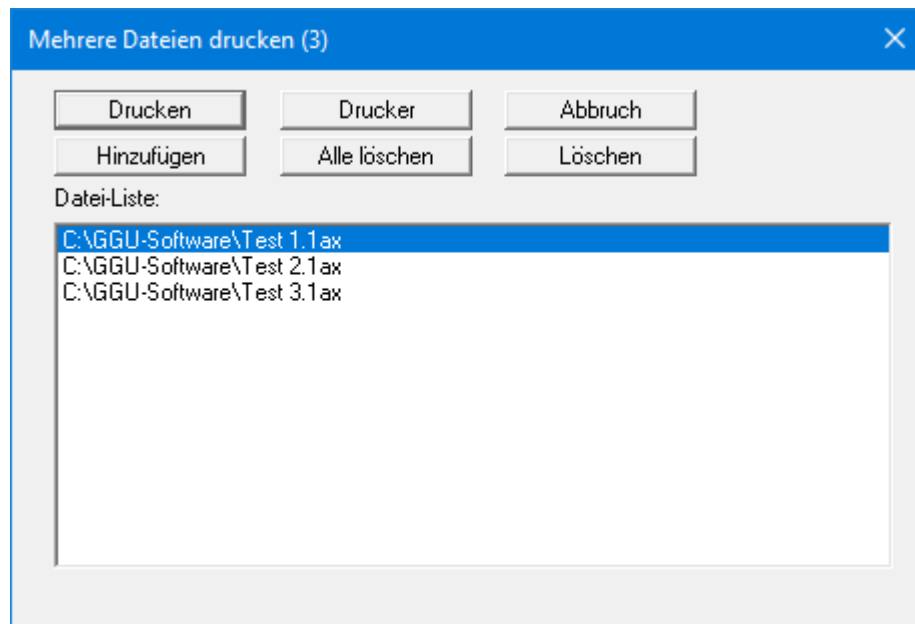 Mehrere Dateien drucken (3)
Drucken Drucker Abbruch
Hinzufügen Alle löschen Löschen
Datei-Liste:
C:\GGU-Software\Test 1.1ax
C:\GGU-Software\Test 2.1ax
C:\GGU-Software\Test 3.1ax